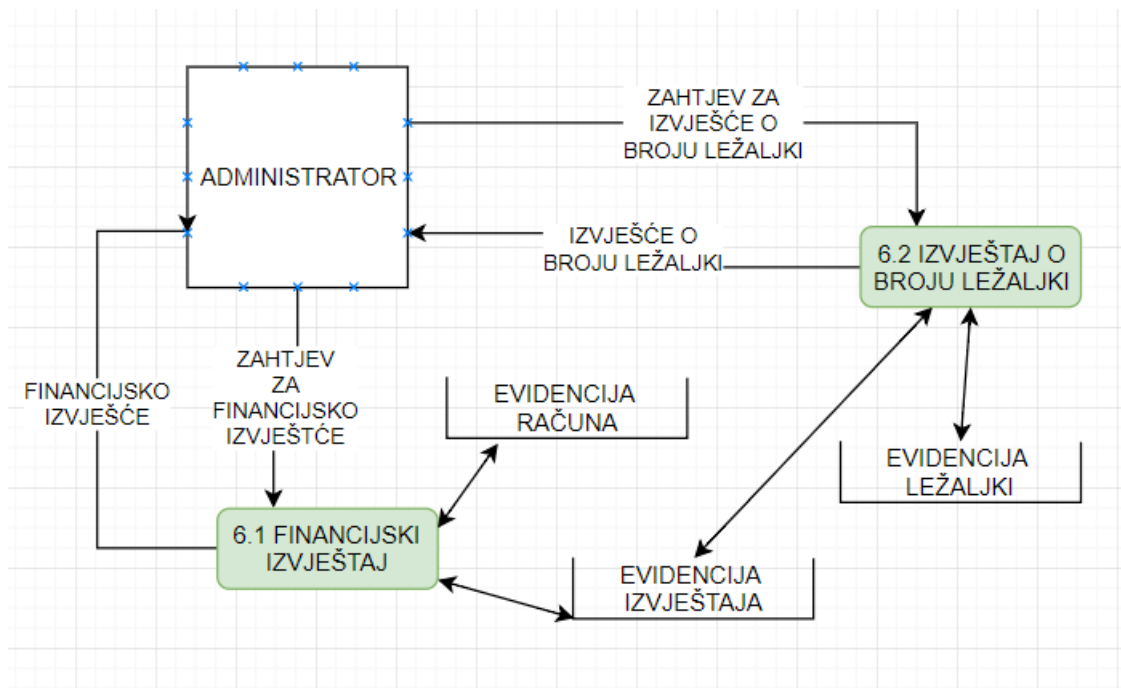 ADMINISTRATOR
ZAHTJEV ZA
IZVJEŠĆE O
BROJU LEŽALJKI
IZVJEŠĆE O
BROJU LEŽALJKI
6.2 IZVJEŠTAJ O
BROJU LEŽALJKI
FINANCIJSKO
IZVJEŠĆE
ZAHTJEV
ZA
FINANCIJSKO
IZVJEŠTĆE
EVIDENCIJA
RAČUNA
EVIDENCIJA
LEŽALJKI
6.1 FINANCIJSKI
IZVJEŠTAJ
EVIDENCIJA
IZVJEŠTAJA